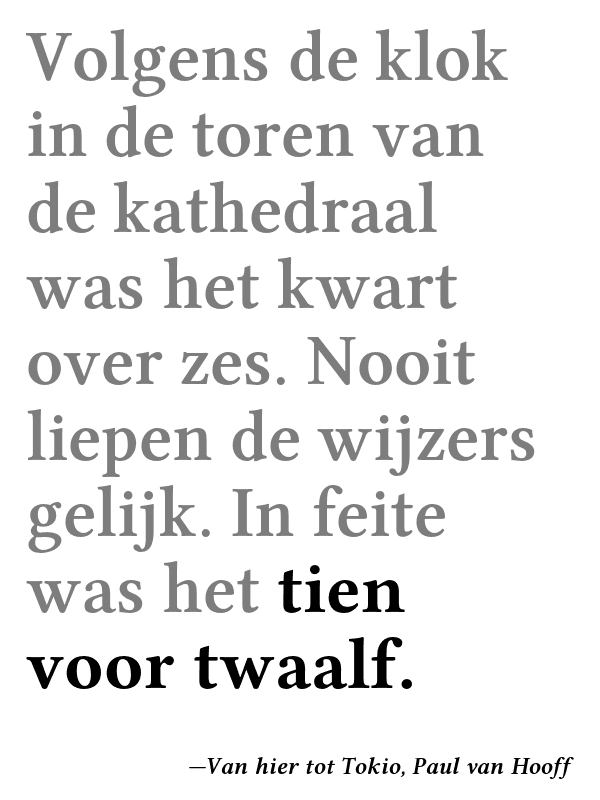 Volgens de klok
in de toren van
de kathedraal
was het kwart
over zes. Nooit
liepen de wijzers
gelijk. In feite
was het tien
voor twaalf.
—Van hier tot Tokio, Paul van Hooff